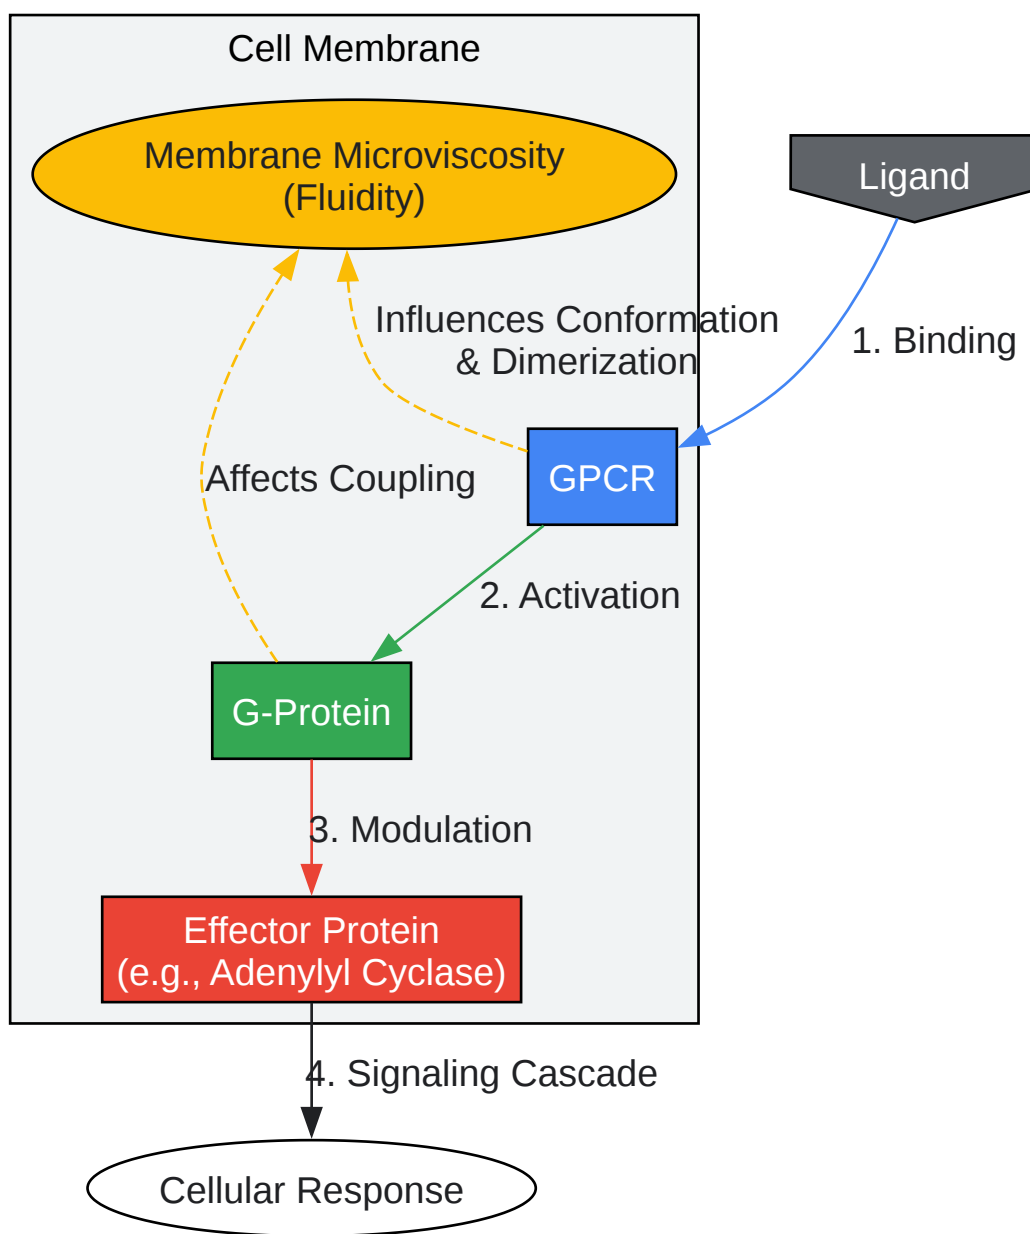 Cell Membrane
Membrane Microviscosity
(Fluidity)
Ligand
Influences Conformation
& Dimerization
1. Binding
Affects Coupling
GPCR
2. Activation
G-Protein
3. Modulation
Effector Protein
(e.g., Adenylyl Cyclase)
4. Signaling Cascade
Cellular Response